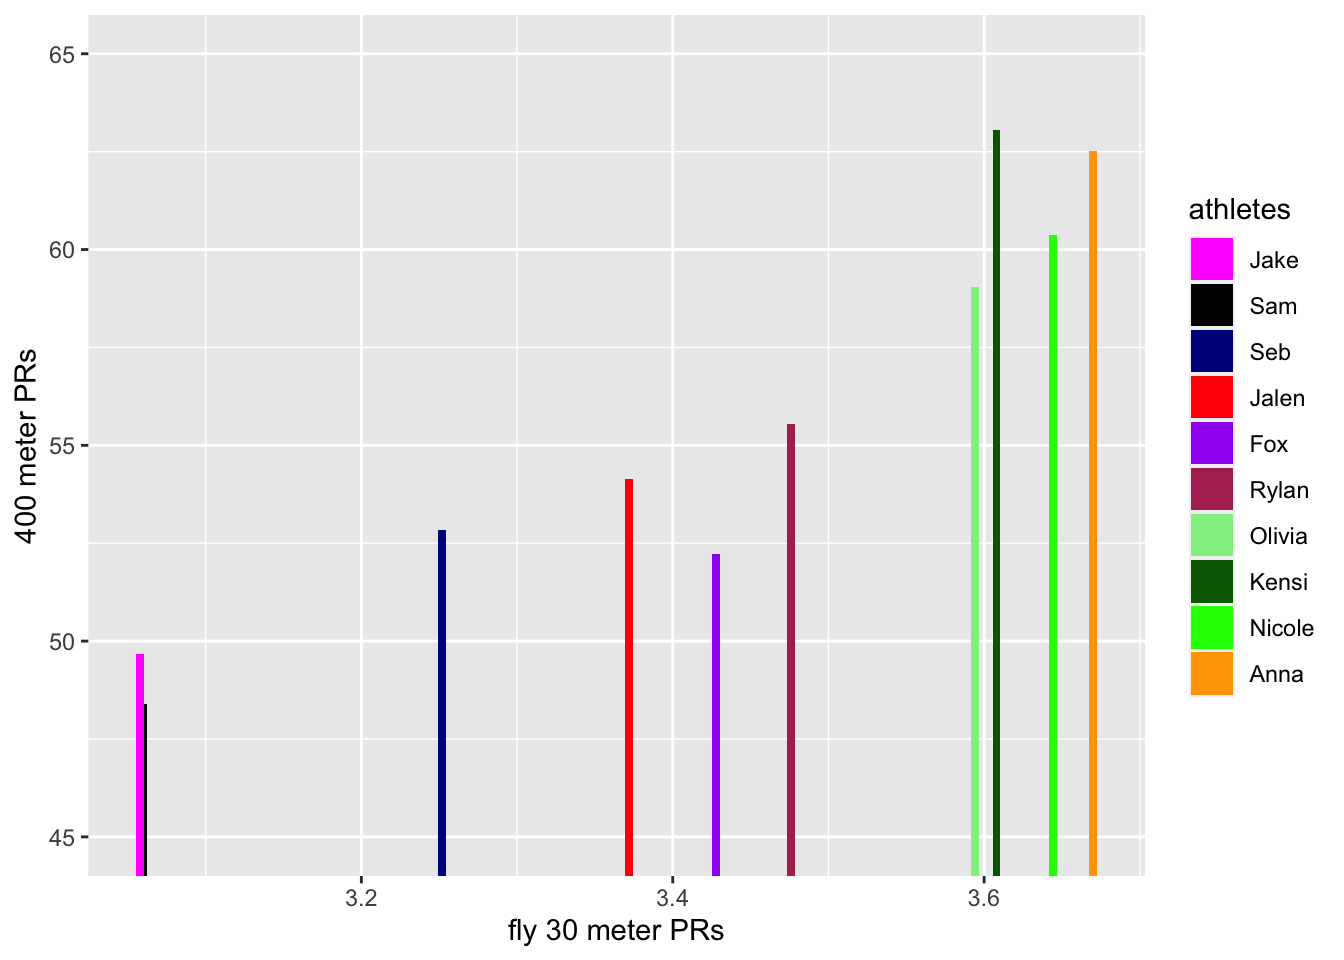 65
60
55
50
45
400 meter PRs
3.2
3.4
3.6
fly 30 meter PRs
athletes
Jake
Sam
Seb
Jalen
Fox
Rylan
Olivia
Kensi
Nicole
Anna